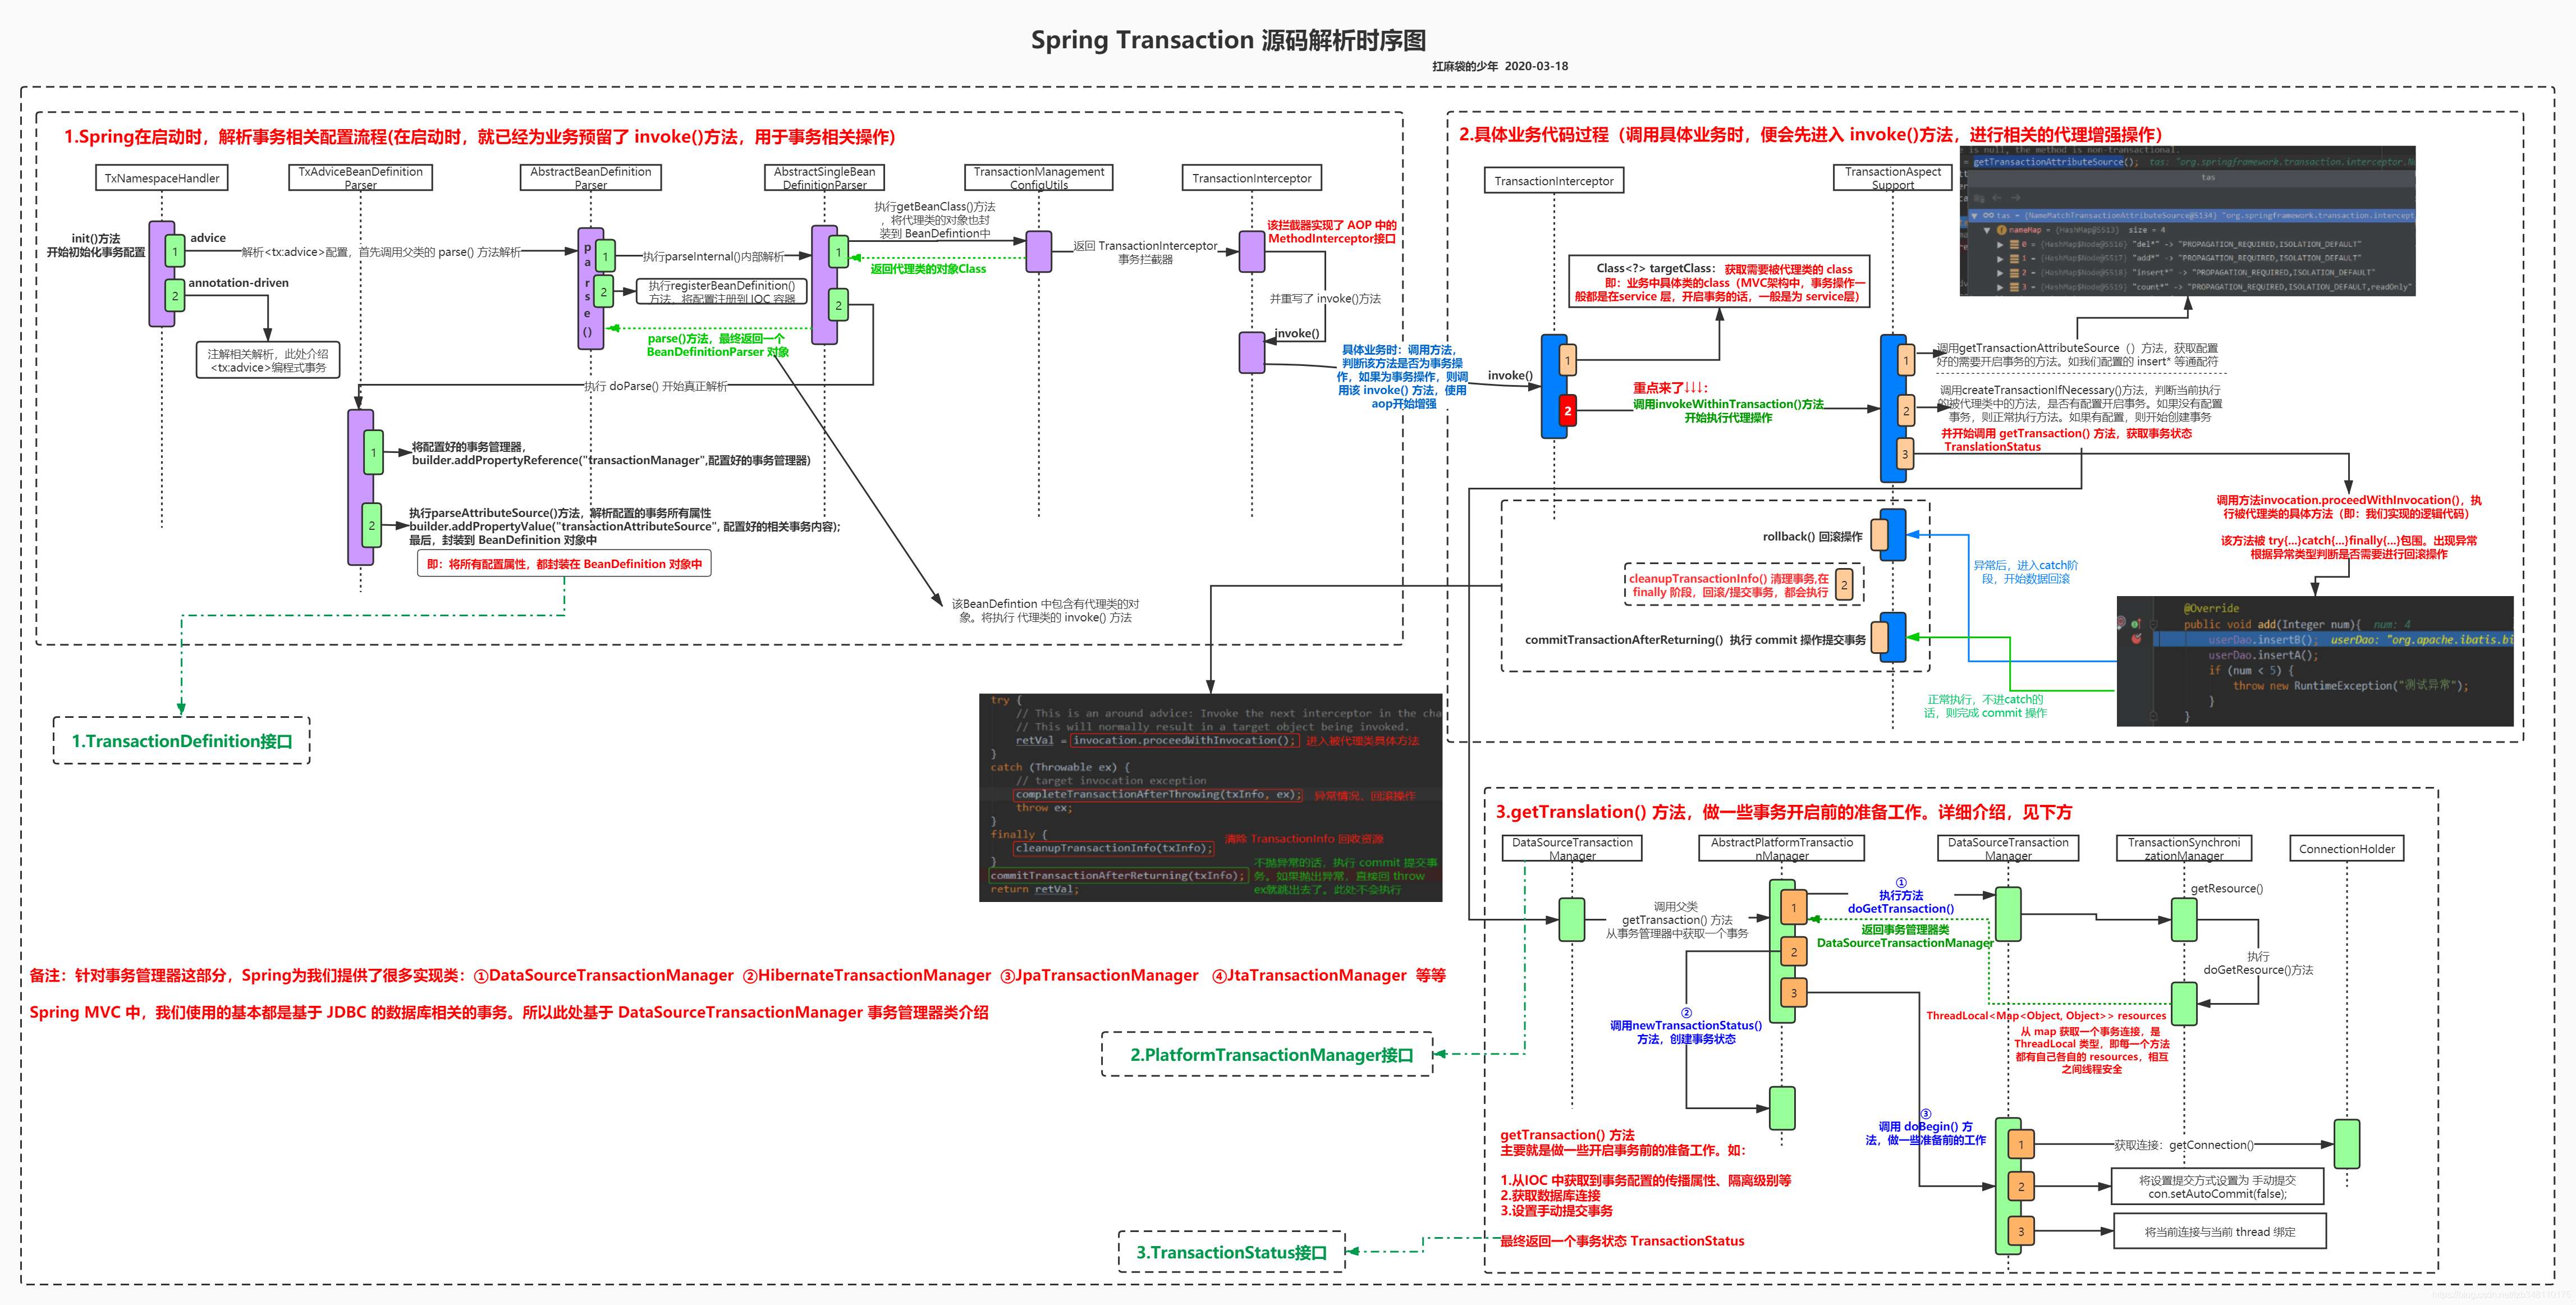 Spring Transaction 源码解析时序图
扛麻袋的少年 2020-03-18
1.Spring在启动时，解析事务相关配置流程(在启动时，就已经为业务预留了 invoke()方法，用于事务相关操作)
TxNamespaceHandler
TxAdviceBeanDefinition
Parser
AbstractBeanDefinition
Parser
AbstractSingleBean
DefinitionParser
TransactionManagement
ConfigUtils
TransactionInterceptor
init()方法
开始初始化事务配置
1
advice
解析<tx:advice>配置，首先调用父类的 parse() 方法解析
2
annotation-driven
注解相关解析，此处介绍
<tx:advice>编程式事务
p
a
r
s
e
()
1
执行parseInternal()内部解析
2
执行registerBeanDefinition()
方法，将配置注册到 IOC 容器
parse()方法，最终返回一个
BeanDefinitionParser 对象
1
2
执行getBeanClass()方法
，将代理类的对象也封
装到 BeanDefintion中
返回代理类的对象Class
返回 TransactionInterceptor
事务拦截器
该拦截器实现了 AOP 中的
MethodInterceptor接口
并重写了 invoke()方法
invoke()
执行 doParse() 开始真正解析
1
将配置好的事务管理器，
builder.addPropertyReference("transactionManager",配置好的事务管理器)
2
执行parseAttributeSource()方法，解析配置的事务所有属性
builder.addPropertyValue("transactionAttributeSource", 配置好的相关事务内容);
最后，封装到 BeanDefinition 对象中
即：将所有配置属性，都封装在 BeanDefinition 对象中
该BeanDefintion 中包含有代理类的对
象。将执行 代理类的 invoke() 方法
1.TransactionDefinition接口
具体业务时：调用方法，
判断该方法是否为事务操
作，如果为事务操作，则调
用该 invoke() 方法，使用
aop开始增强
2.具体业务代码过程（调用具体业务时，便会先进入 invoke()方法，进行相关的代理增强操作）
TransactionInterceptor
TransactionAspect
Support
is null, the method is non-transactional.
= getTransactionAttributeSource(); tas: "org.springframework.transaction.interceptor.N
tas
tas = {NameMatchTransactionAttributeSource@5134} "org.springframework.transaction.intercept
nameMap = {HashMap@5513} size = 4
0 = {HashMap$Node@5516} "del*" -> "PROPAGATION_REQUIRED,ISOLATION_DEFAULT"
1 = {HashMap$Node@5517} "add*" -> "PROPAGATION_REQUIRED,ISOLATION_DEFAULT"
2 = {HashMap$Node@5518} "insert*" -> "PROPAGATION_REQUIRED,ISOLATION_DEFAULT"
3 = {HashMap$Node@5519} "count*" -> "PROPAGATION_REQUIRED,ISOLATION_DEFAULT,readOnly"
Class<?> targetClass： 获取需要被代理类的 class
即：业务中具体类的class（MVC架构中，事务操作一
般都是在service 层，开启事务的话，一般是为 service层）
invoke()
1
2
重点来了↓↓↓：
调用invokeWithinTransaction()方法
开始执行代理操作
1
调用getTransactionAttributeSource（）方法，获取配置
好的需要开启事务的方法。如我们配置的 insert* 等通配符
2
调用createTransactionIfNecessary()方法，判断当前执行
的被代理类中的方法，是否有配置开启事务。如果没有配置
事务，则正常执行方法。如果有配置，则开始创建事务
并开始调用 getTransaction() 方法，获取事务状态
TranslationStatus
3
调用方法invocation.proceedWithInvocation()，执
行被代理类的具体方法（即：我们实现的逻辑代码）
该方法被 try{...}catch{...}finally{...}包围。出现异常
根据异常类型判断是否需要进行回滚操作
rollback() 回滚操作
cleanupTransactionInfo() 清理事务,在
finally 阶段，回滚/提交事务，都会执行
2
commitTransactionAfterReturning() 执行 commit 操作提交事务
异常后，进入catch阶
段，开始数据回滚
正常执行，不进catch的
话，则完成 commit 操作
@Override
public void add(Integer num){ num: 4
userDao.insertB(); userDao: "org.apache.ibatis.bi
userDao.insertA();
if (num < 5) {
throw new RuntimeException("测试异常");
}
}
try {
// This is an around advice: Invoke the next interceptor in the cha
// This will normally result in a target object being invoked.
retVal = invocation.proceedWithInvocation(); 进入被代理类具体方法
}
catch (Throwable ex) {
// target invocation exception
completeTransactionAfterThrowing(txInfo, ex); 异常情况，回滚操作
throw ex;
}
finally {
清除 TransactionInfo 回收资源
cleanupTransactionInfo(txInfo);
}
commitTransactionAfterReturning(txInfo);
return retVal;
不抛异常的话，执行 commit 提交事
务。如果抛出异常，直接回 throw
ex就跳出去了。此处不会执行
3.getTranslation() 方法，做一些事务开启前的准备工作。详细介绍，见下方
DataSourceTransaction
Manager
AbstractPlatformTransactio
nManager
DataSourceTransaction
Manager
TransactionSynchroni
zationManager
ConnectionHolder
调用父类
getTransaction() 方法
从事务管理器中获取一个事务
1
2
3
①
执行方法
doGetTransaction()
返回事务管理器类
DataSourceTransactionManager
getResource()
执行
doGetResource()方法
ThreadLocal<Map<Object, Object>> resources
从 map 获取一个事务连接，是
ThreadLocal 类型，即每一个方法
都有自己各自的 resources，相互
之间线程安全
②
调用newTransactionStatus()
方法，创建事务状态
③
调用 doBegin() 方
法，做一些准备前的工作
1
获取连接：getConnection()
2
将设置提交方式设置为 手动提交
con.setAutoCommit(false);
3
将当前连接与当前 thread 绑定
getTransaction() 方法
主要就是做一些开启事务前的准备工作。如：
1.从IOC 中获取到事务配置的传播属性、隔离级别等
2.获取数据库连接
3.设置手动提交事务
最终返回一个事务状态 TransactionStatus
备注：针对事务管理器这部分，Spring为我们提供了很多实现类：①DataSourceTransactionManager ②HibernateTransactionManager ③JpaTransactionManager ④JtaTransactionManager 等等
Spring MVC 中，我们使用的基本都是基于 JDBC 的数据库相关的事务。所以此处基于 DataSourceTransactionManager 事务管理器类介绍
2.PlatformTransactionManager接口
3.TransactionStatus接口